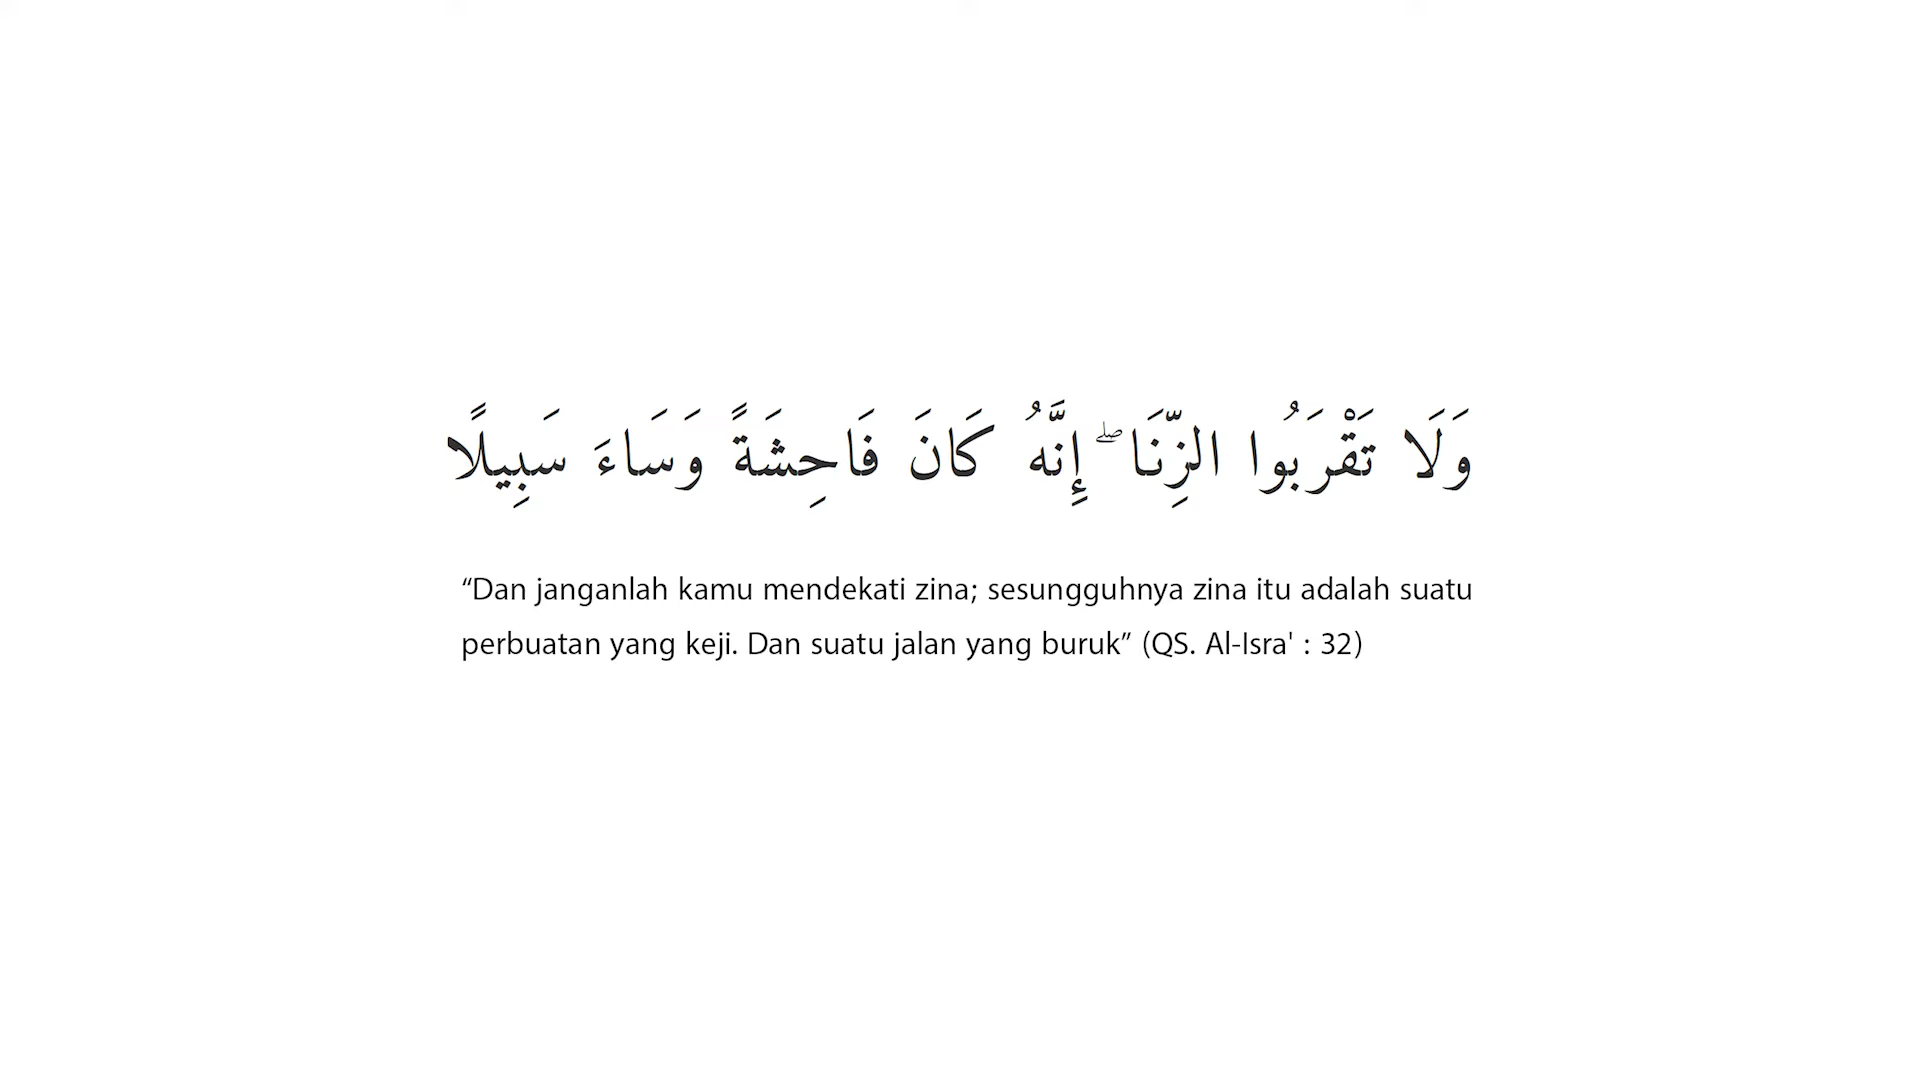 وَلَا تَقْرَبُوا الزِّنَا ۖ إِنَّهُ كَانَ فَاحِشَةً وَسَاءَ سَبِيلًا
“Dan janganlah kamu mendekati zina; sesungguhnya zina itu adalah suatu
perbuatan yang keji. Dan suatu jalan yang buruk” (QS. Al-Isra' : 32)